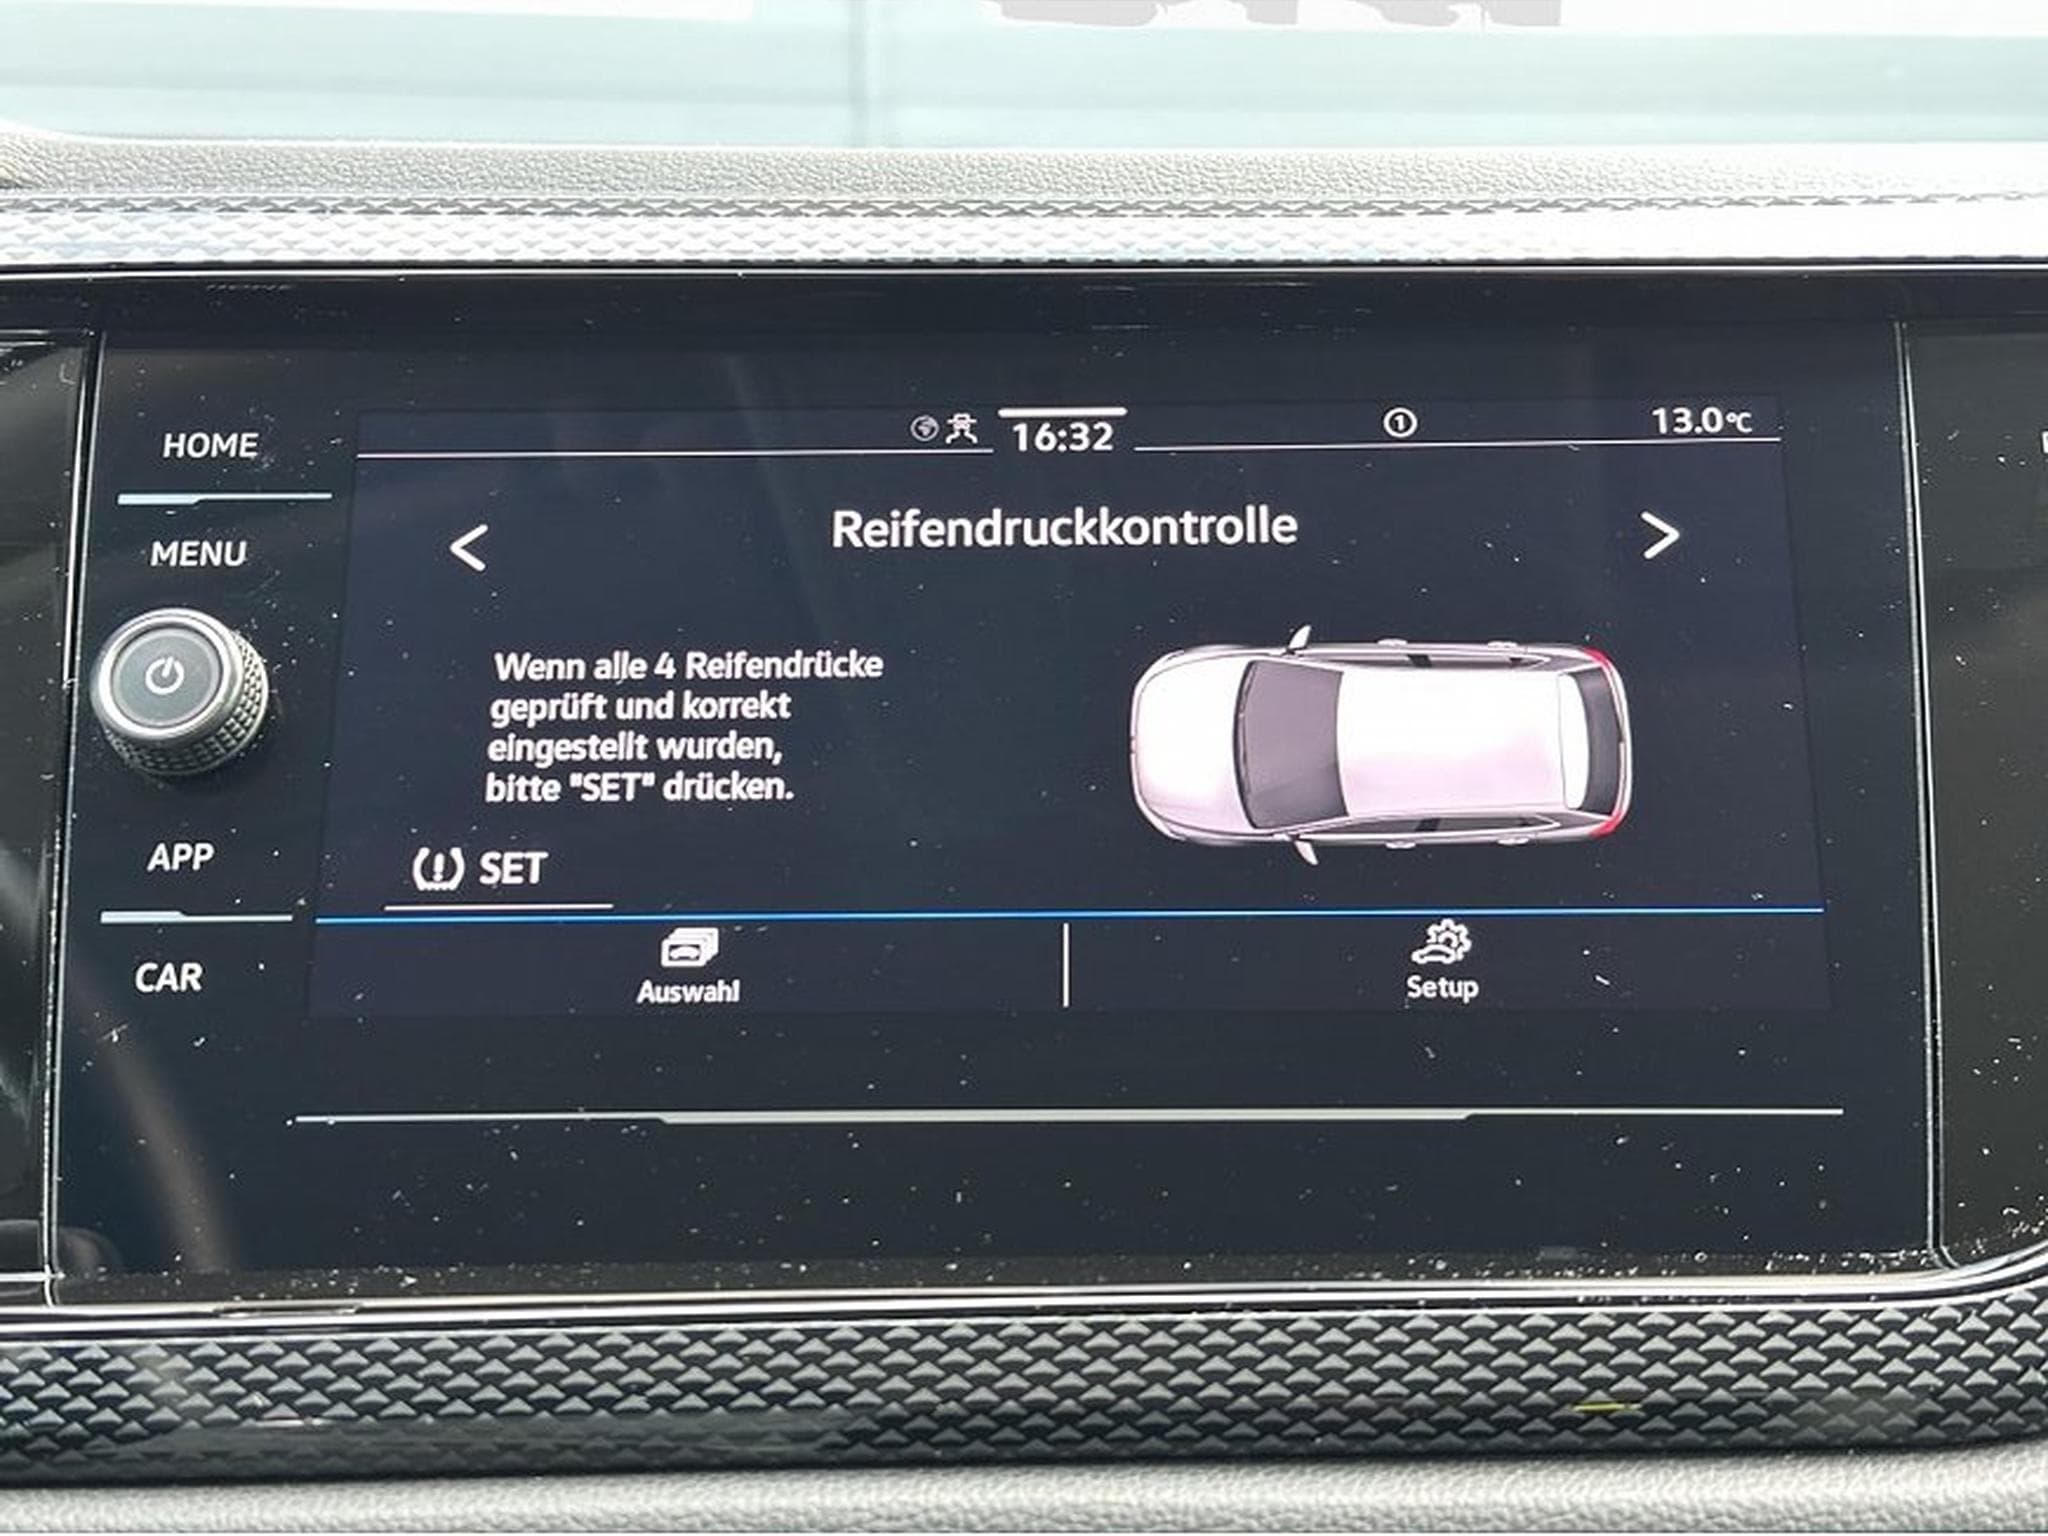 HOME
MENU
APP
CAR
16:32
1
13.0°C
Reifendruckkontrolle
Wenn alle 4 Reifendrücke
geprüft und korrekt
eingestellt wurden,
bitte "SET" drücken.
SET
Auswahl
Setup